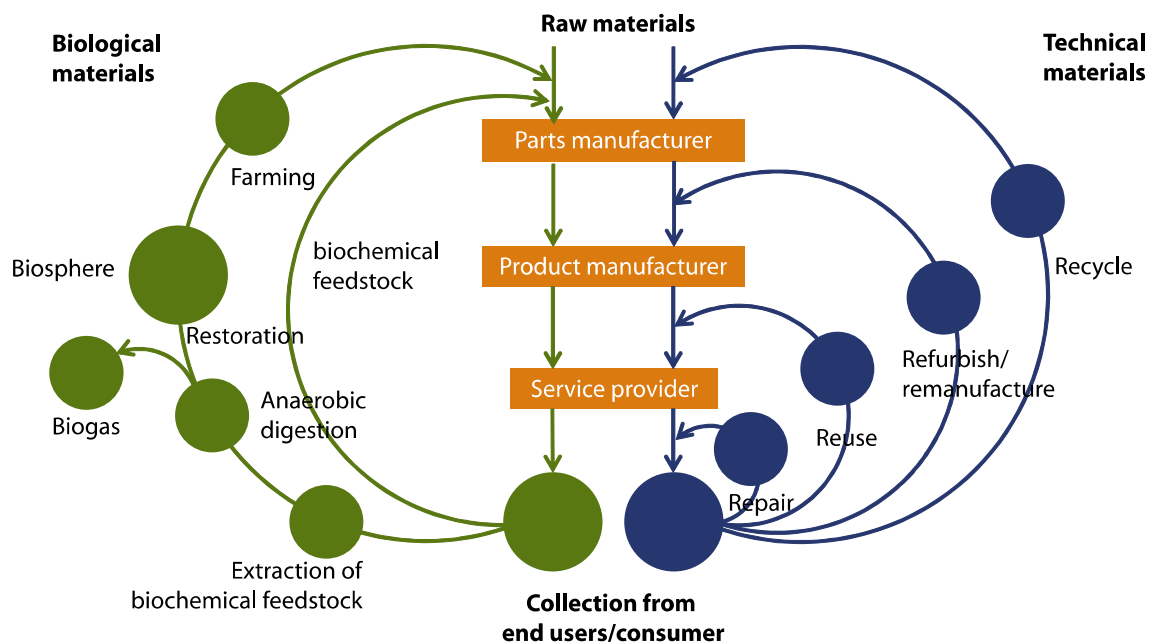 Raw materials
Biological
materials
Technical
materials
Parts manufacturer
Farming
biochemical
feedstock
Product manufacturer
Biosphere
Recycle
Restoration
Refurbish/
remanufacture
Service provider
Anaerobic
digestion
Biogas
Reuse
Repair
Extraction of
biochemical feedstock
Collection from
end users/consumer